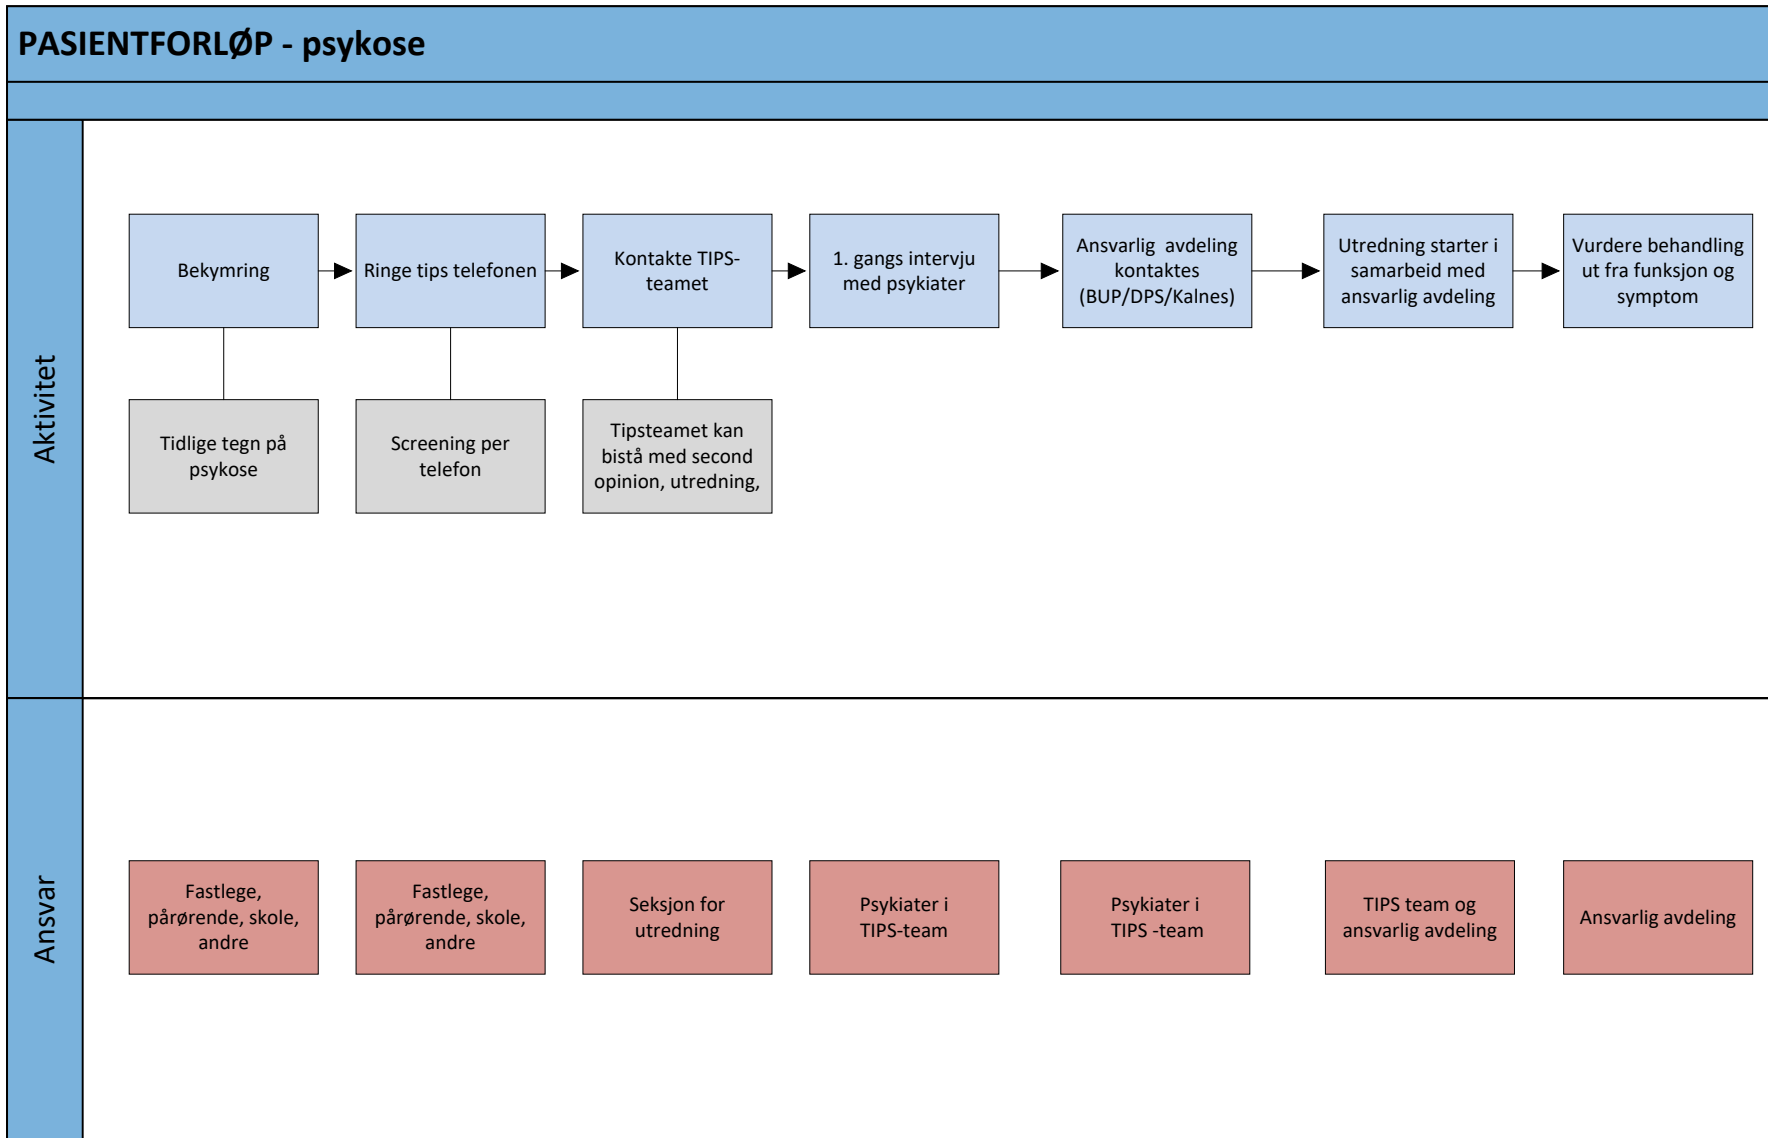 PASIENTFORLØP - psykose
Aktivitet
Bekymring
Ringe tips telefonen
Kontakte TIPS-
teamet
1. gangs intervju
med psykiater
Ansvarlig avdeling
kontaktes
(BUP/DPS/Kalnes)
Utredning starter i
samarbeid med
ansvarlig avdeling
Vurdere behandling
ut fra funksjon og
symptom
Tidlige tegn på
psykose
Screening per
telefon
Tipsteamet kan
bistå med second
opinion, utredning,
Ansvar
Fastlege,
pårørende, skole,
andre
Fastlege,
pårørende, skole,
andre
Seksjon for
utredning
Psykiater i
TIPS-team
Psykiater i
TIPS -team
TIPS team og
ansvarlig avdeling
Ansvarlig avdeling